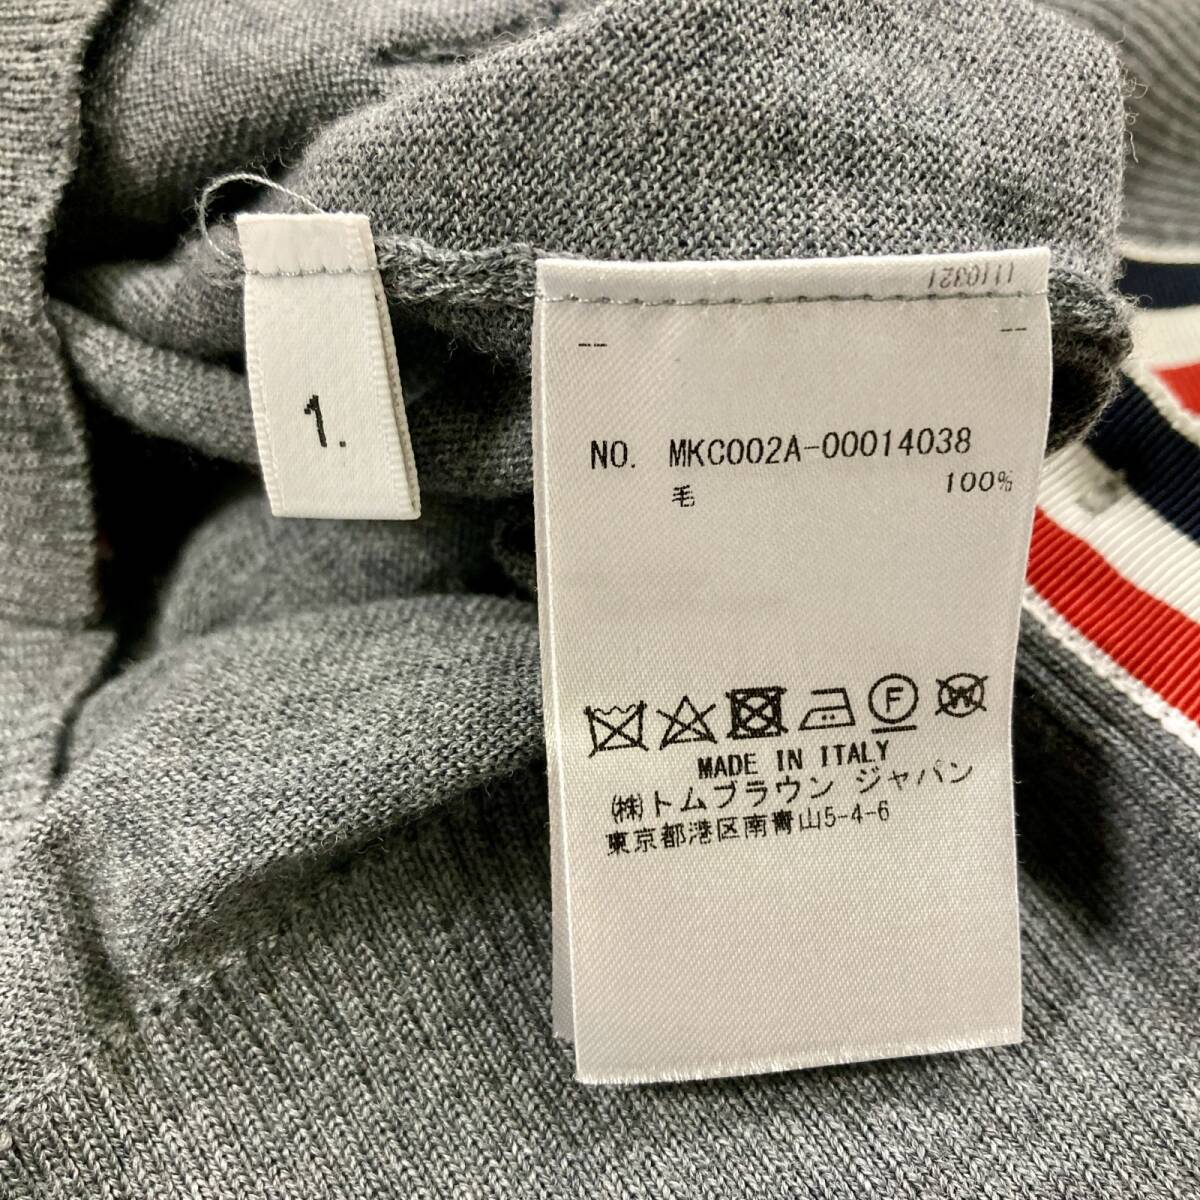 1.
1110321
NO. MKC002A-00014038
毛 100%
F W
MADE IN ITALY
㈱トムブラウン ジャパン
東京都港区南青山5-4-6